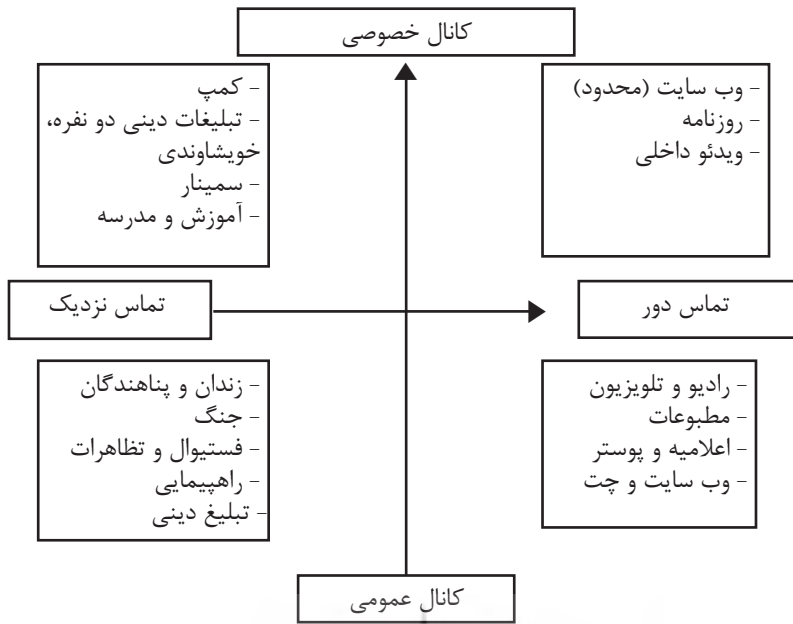 کانال خصوصی
- وب سایت (محدود)
- روزنامه
- ویدئو داخلی
- کمپ
- تبلیغات دینی دو نفره،
خویشاوندی
- سمینار
- آموزش و مدرسه
تماس دور
تماس نزدیک
- رادیو و تلویزیون
- مطبوعات
- اعلامیه و پوستر
- وب سایت و چت
- زندان و پناهندگان
- جنگ
- فستیوال و تظاهرات
- راهپیمایی
- تبلیغ دینی
کانال عمومی